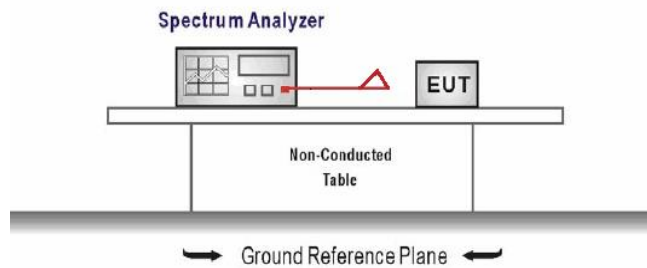 Spectrum Analyzer
EUT
Non-Conducted
Table
Ground Reference Plane